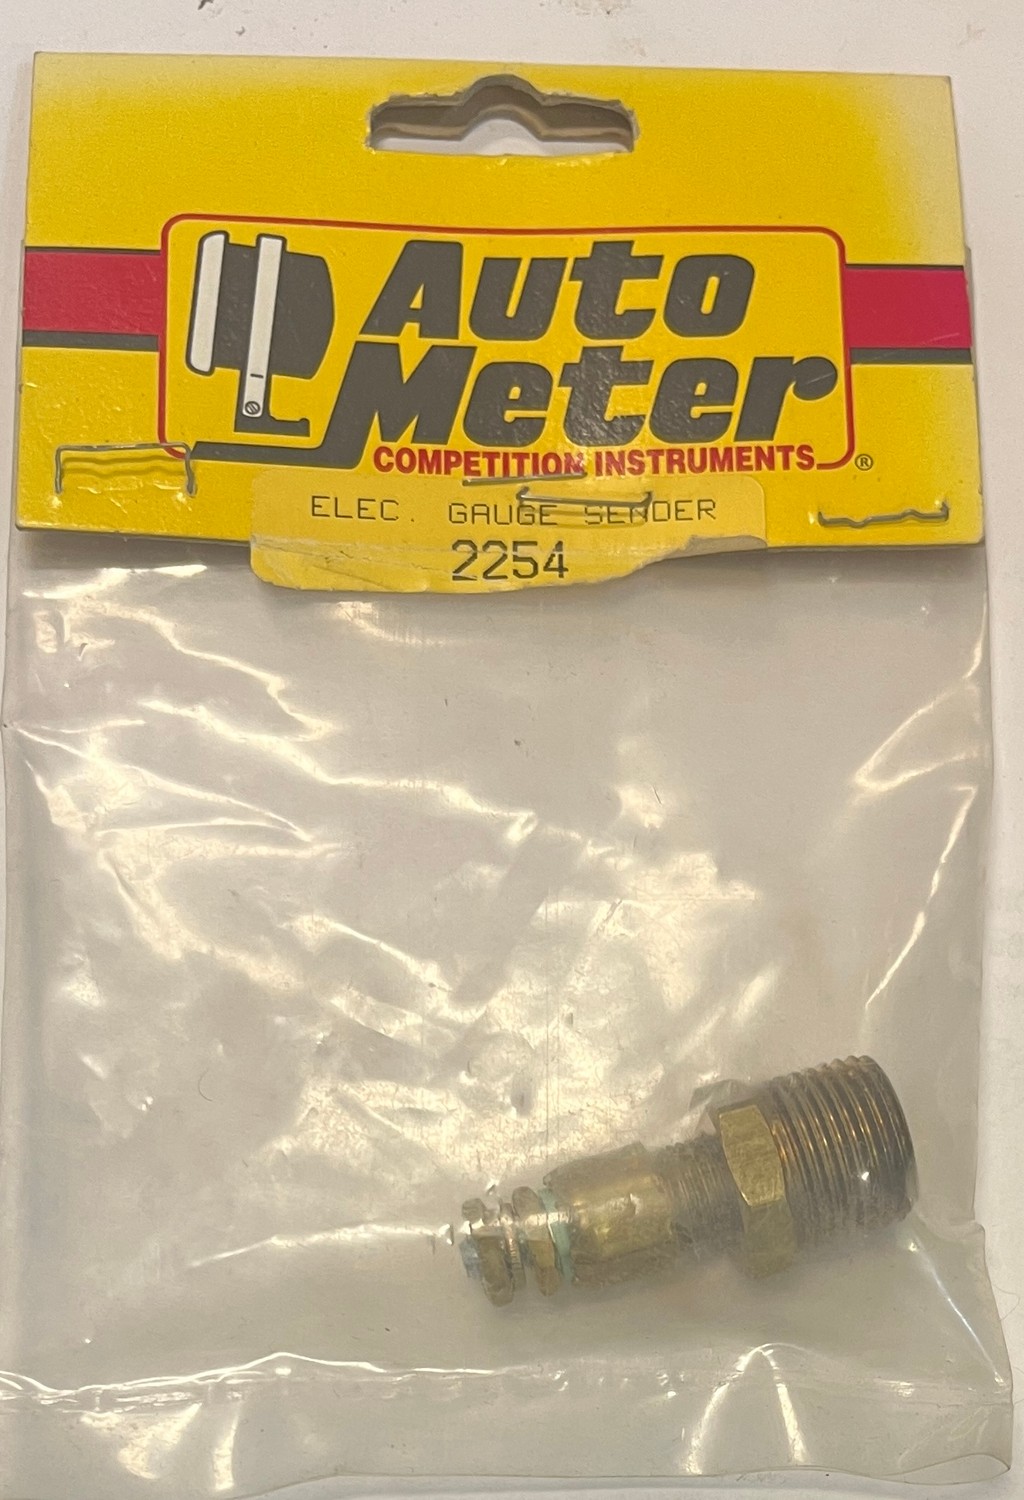 Auto
Meter
COMPETITION INSTRUMENTS ®
ELEC. GAUGE SENDER
2254